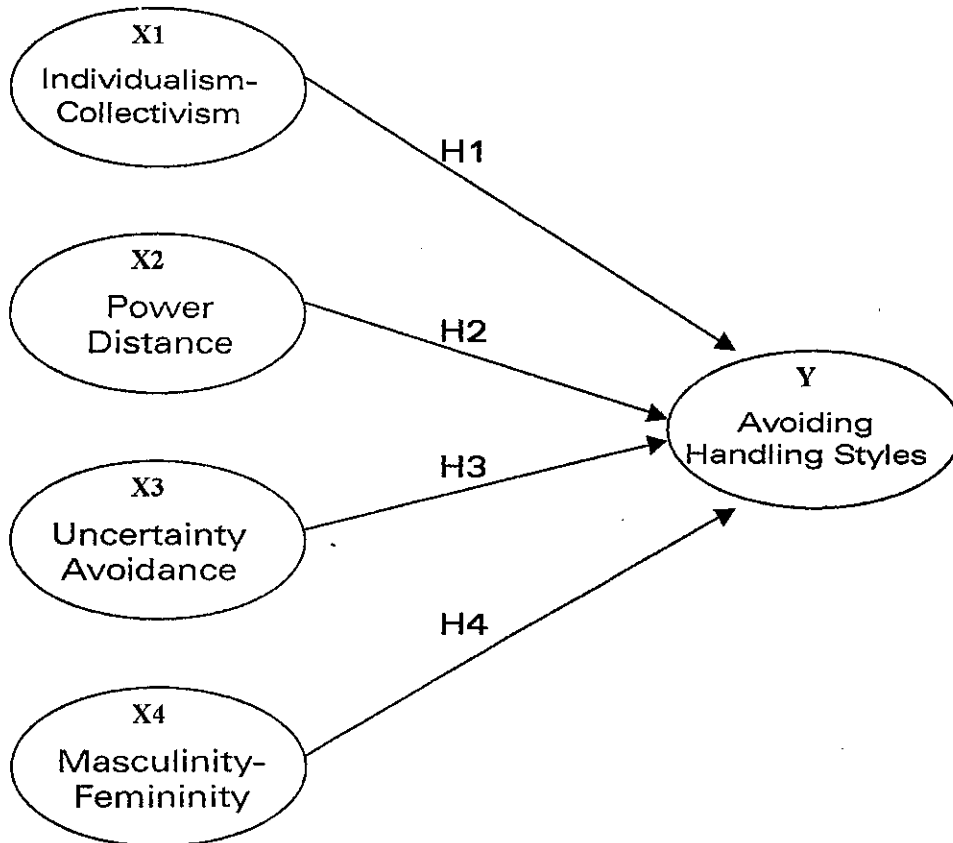 X1
Individualism-
Collectivism
H1
X2
Power
Distance
H2
Y
Avoiding
Handling Styles
X3
Uncertainty
Avoidance
H3
H4
X4
Masculinity-
Femininity